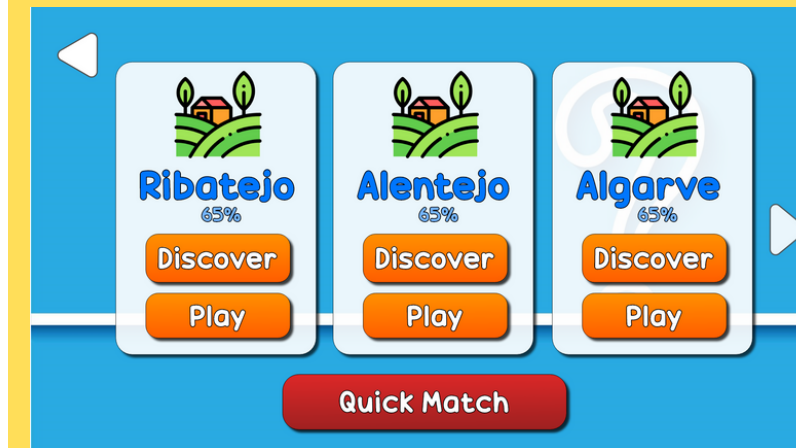 Ribatejo Alentejo Algarve
65% 65% 65%
Discover Discover Discover
Play Play Play
Quick Match